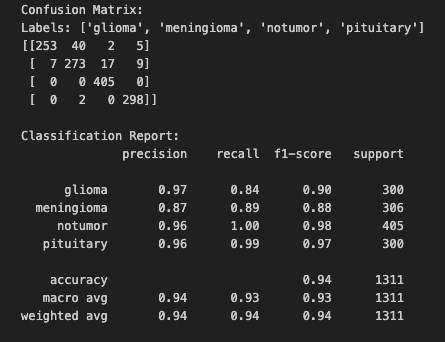 Confusion Matrix:
Labels: ['glioma', 'meningioma', 'notumor', 'pituitary']
[[253  40   2   5]
 [  7 273  17   9]
 [  0   0 405   0]
 [  0   2   0 298]]

Classification Report:
              precision    recall  f1-score   support

      glioma       0.97      0.84      0.90       300
  meningioma       0.87      0.89      0.88       306
     notumor       0.96      1.00      0.98       405
   pituitary       0.96      0.99      0.97       300

    accuracy                           0.94      1311
   macro avg       0.94      0.93      0.93      1311
weighted avg       0.94      0.94      0.94      1311